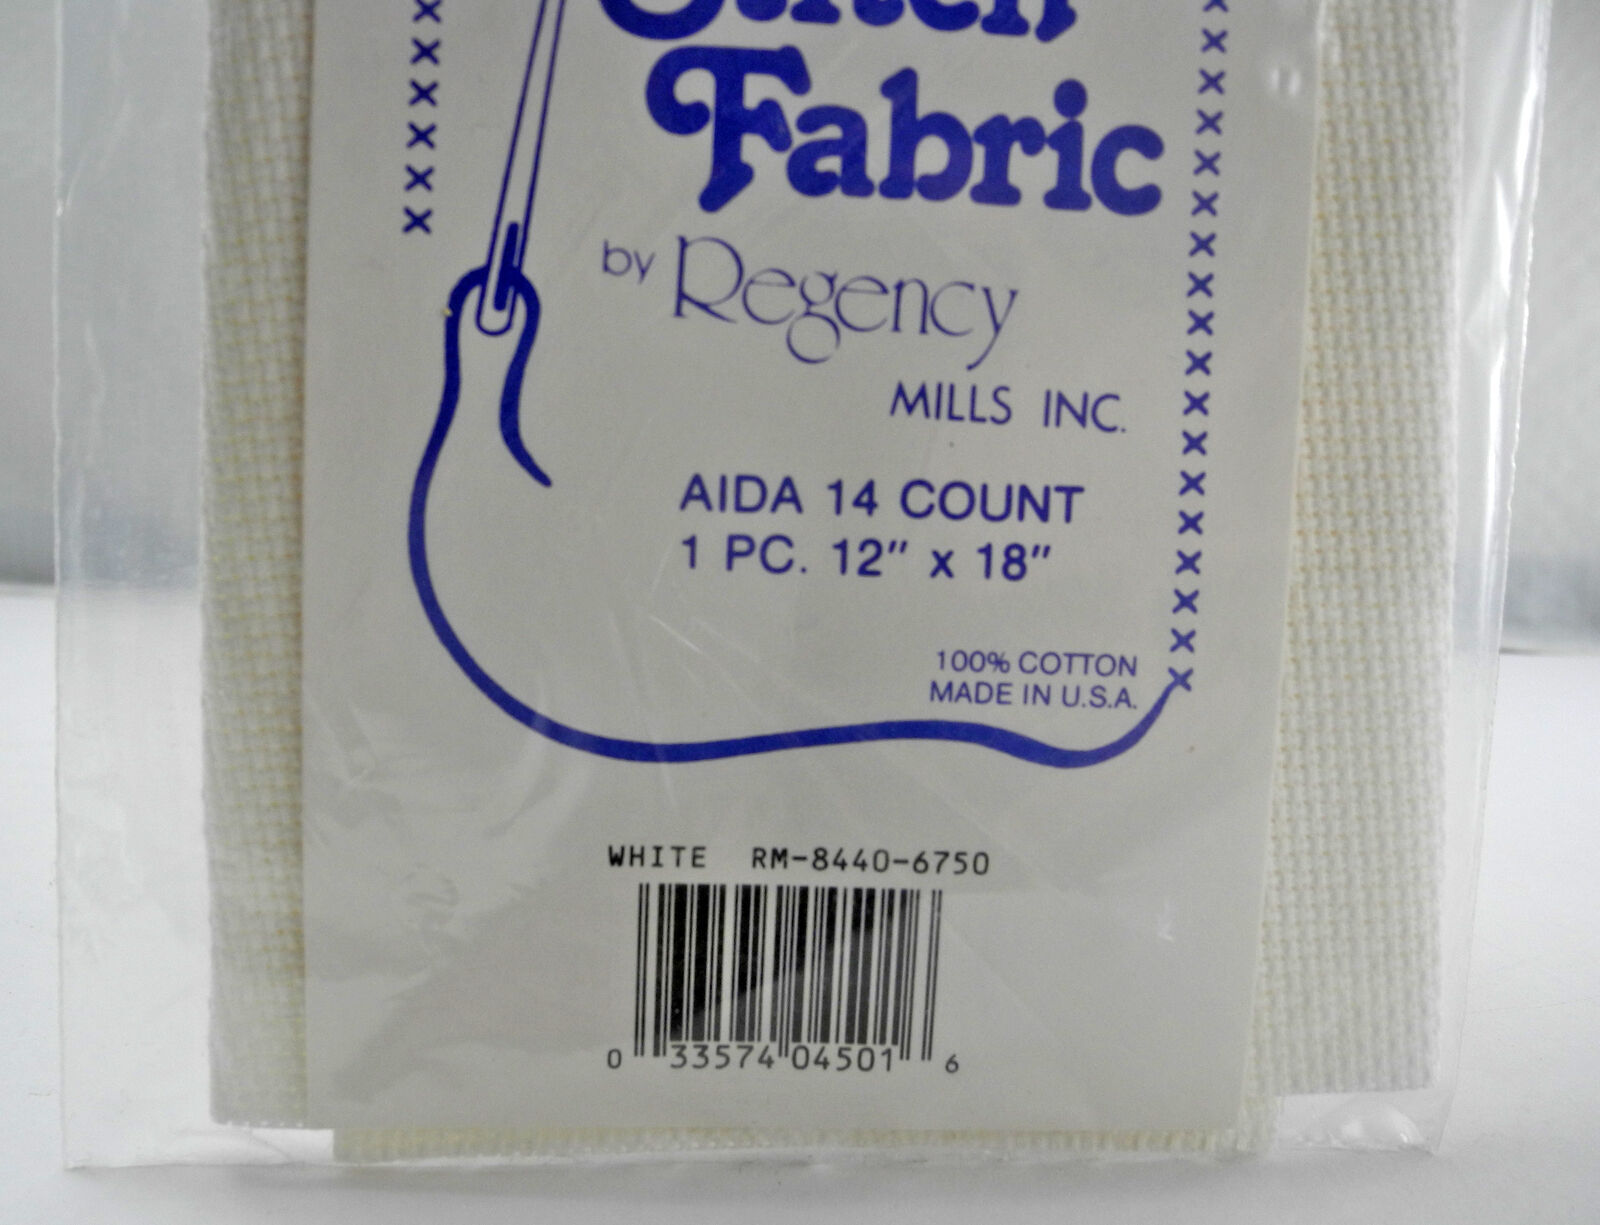 Stitch
Fabric
by Regency
MILLS INC.
AIDA 14 COUNT
1 PC. 12" x 18"
100% COTTON
MADE IN U.S.A.
WHITE RM-8440-6750
0 33574 04501 6